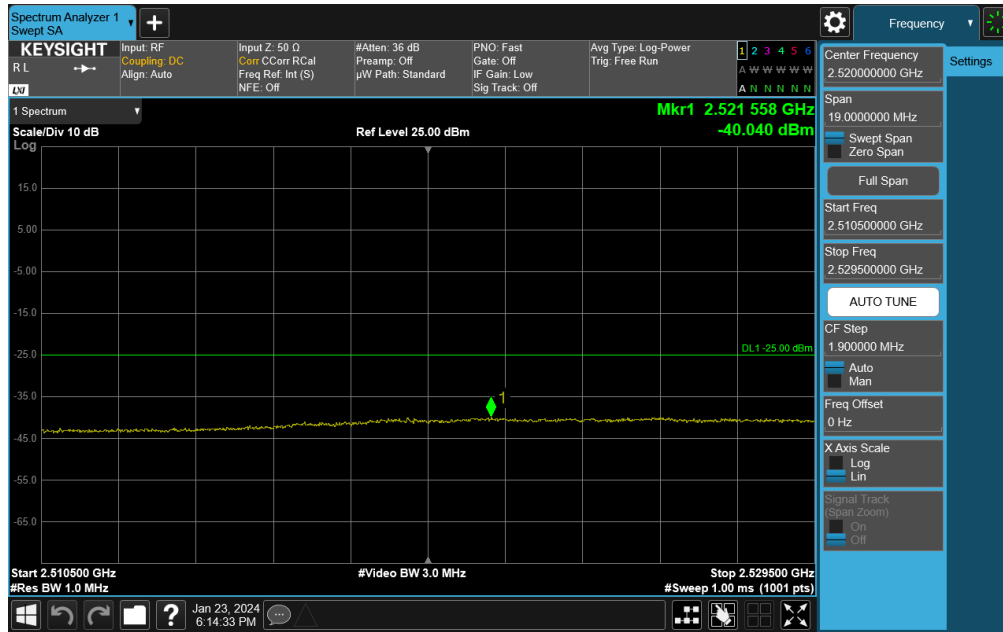 Spectrum Analyzer 1
Swept SA
+
Frequency
KEYSIGHT
RL
LXI
Input: RF
Coupling: DC
Align: Auto
Input Z: 50 Ω
Corr CCorr RCal
Freq Ref: Int (S)
NFE: Off
#Atten: 36 dB
Preamp: Off
µW Path: Standard
PNO: Fast
Gate: Off
IF Gain: Low
Sig Track: Off
Avg Type: Log-Power
Trig: Free Run
1 2 3 4 5 6
A W W W W W
A N N N N N
Center Frequency
2.520000000 GHz
Settings
Span
19.0000000 MHz
Swept Span
Zero Span
Full Span
Start Freq
2.510500000 GHz
Stop Freq
2.529500000 GHz
AUTO TUNE
CF Step
1.900000 MHz
Auto
Man
Freq Offset
0 Hz
X Axis Scale
Log
Lin
Signal Track
(Span Zoom)
On
Off
1 Spectrum
Mkr1 2.521 558 GHz
Scale/Div 10 dB
Ref Level 25.00 dBm
-40.040 dBm
Log
15.0
5.00
-5.00
-15.0
DL1 -25.00 dBm
-25.0
-35.0
1
-45.0
-55.0
-65.0
Start 2.510500 GHz
#Video BW 3.0 MHz
Stop 2.529500 GHz
#Res BW 1.0 MHz
#Sweep 1.00 ms (1001 pts)
?
Jan 23, 2024
6:14:33 PM